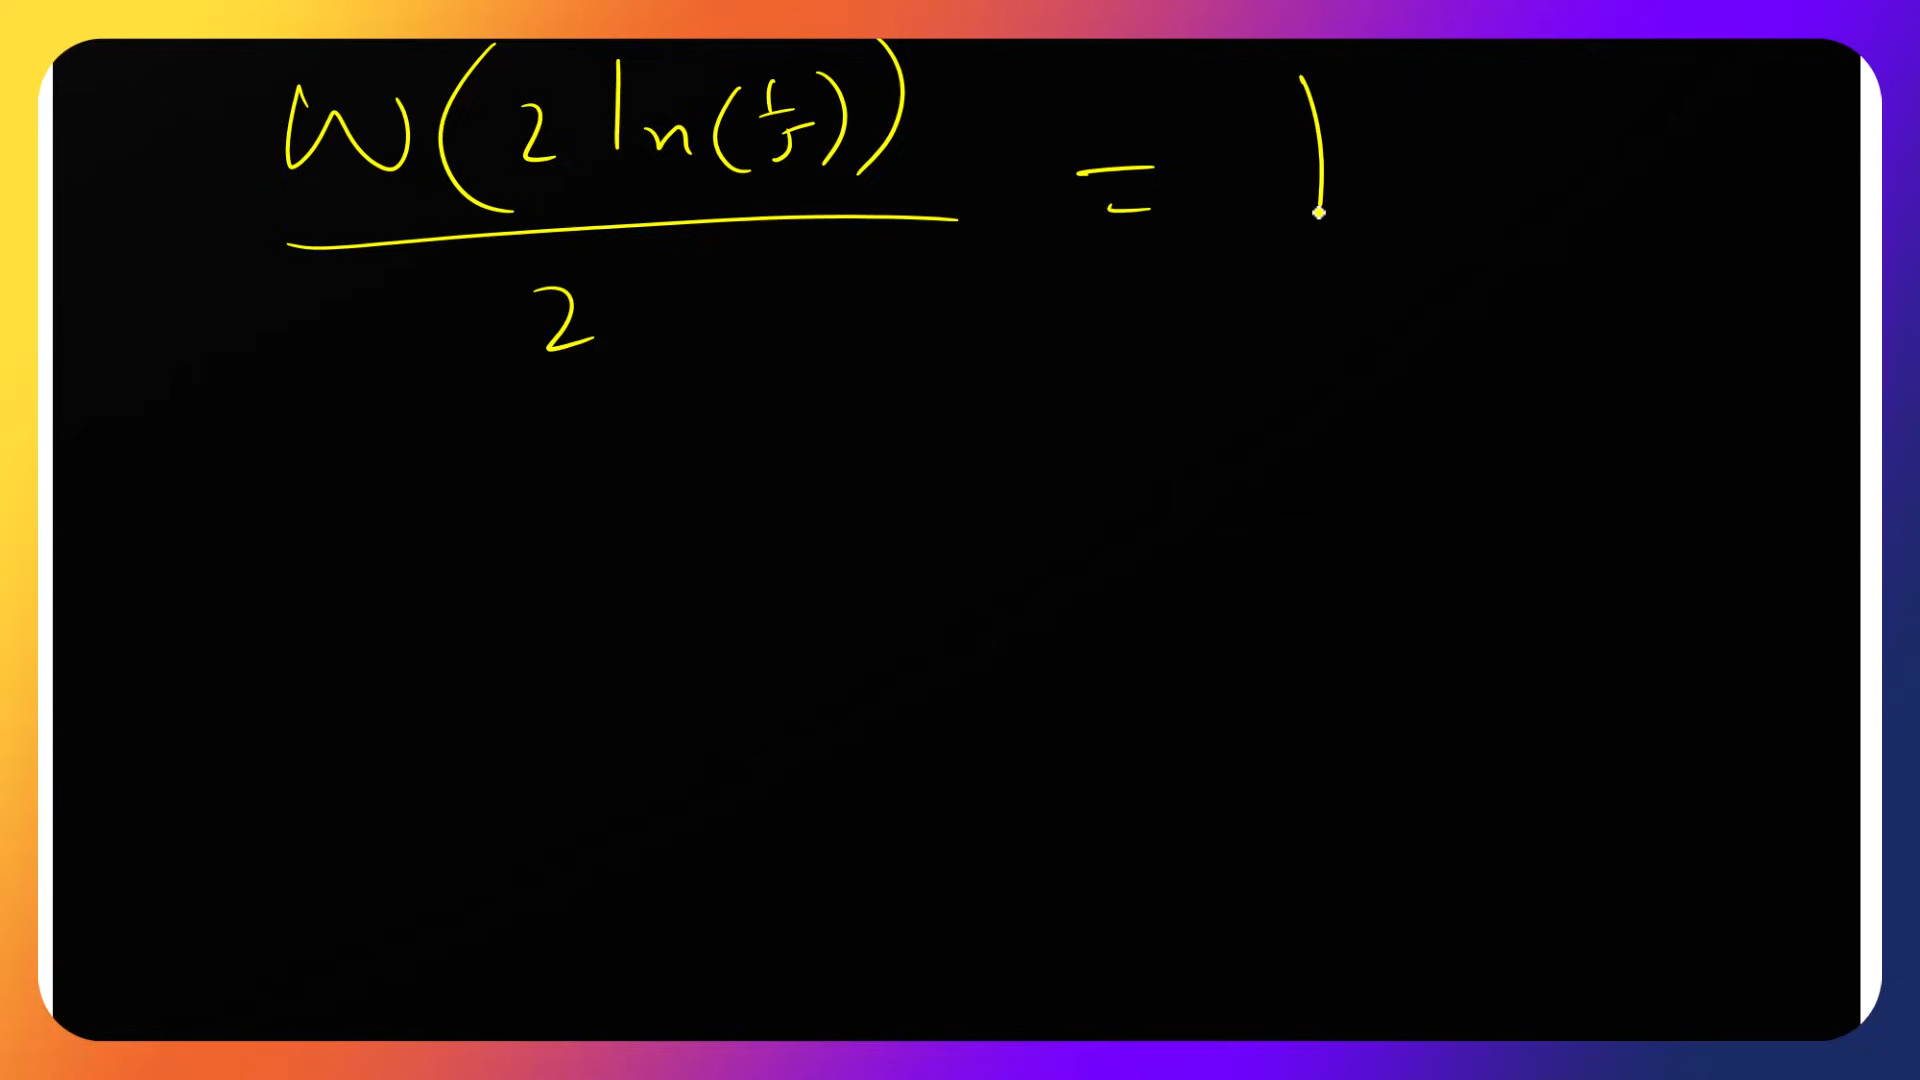 W(2 ln(1/5)) / 2 = 1